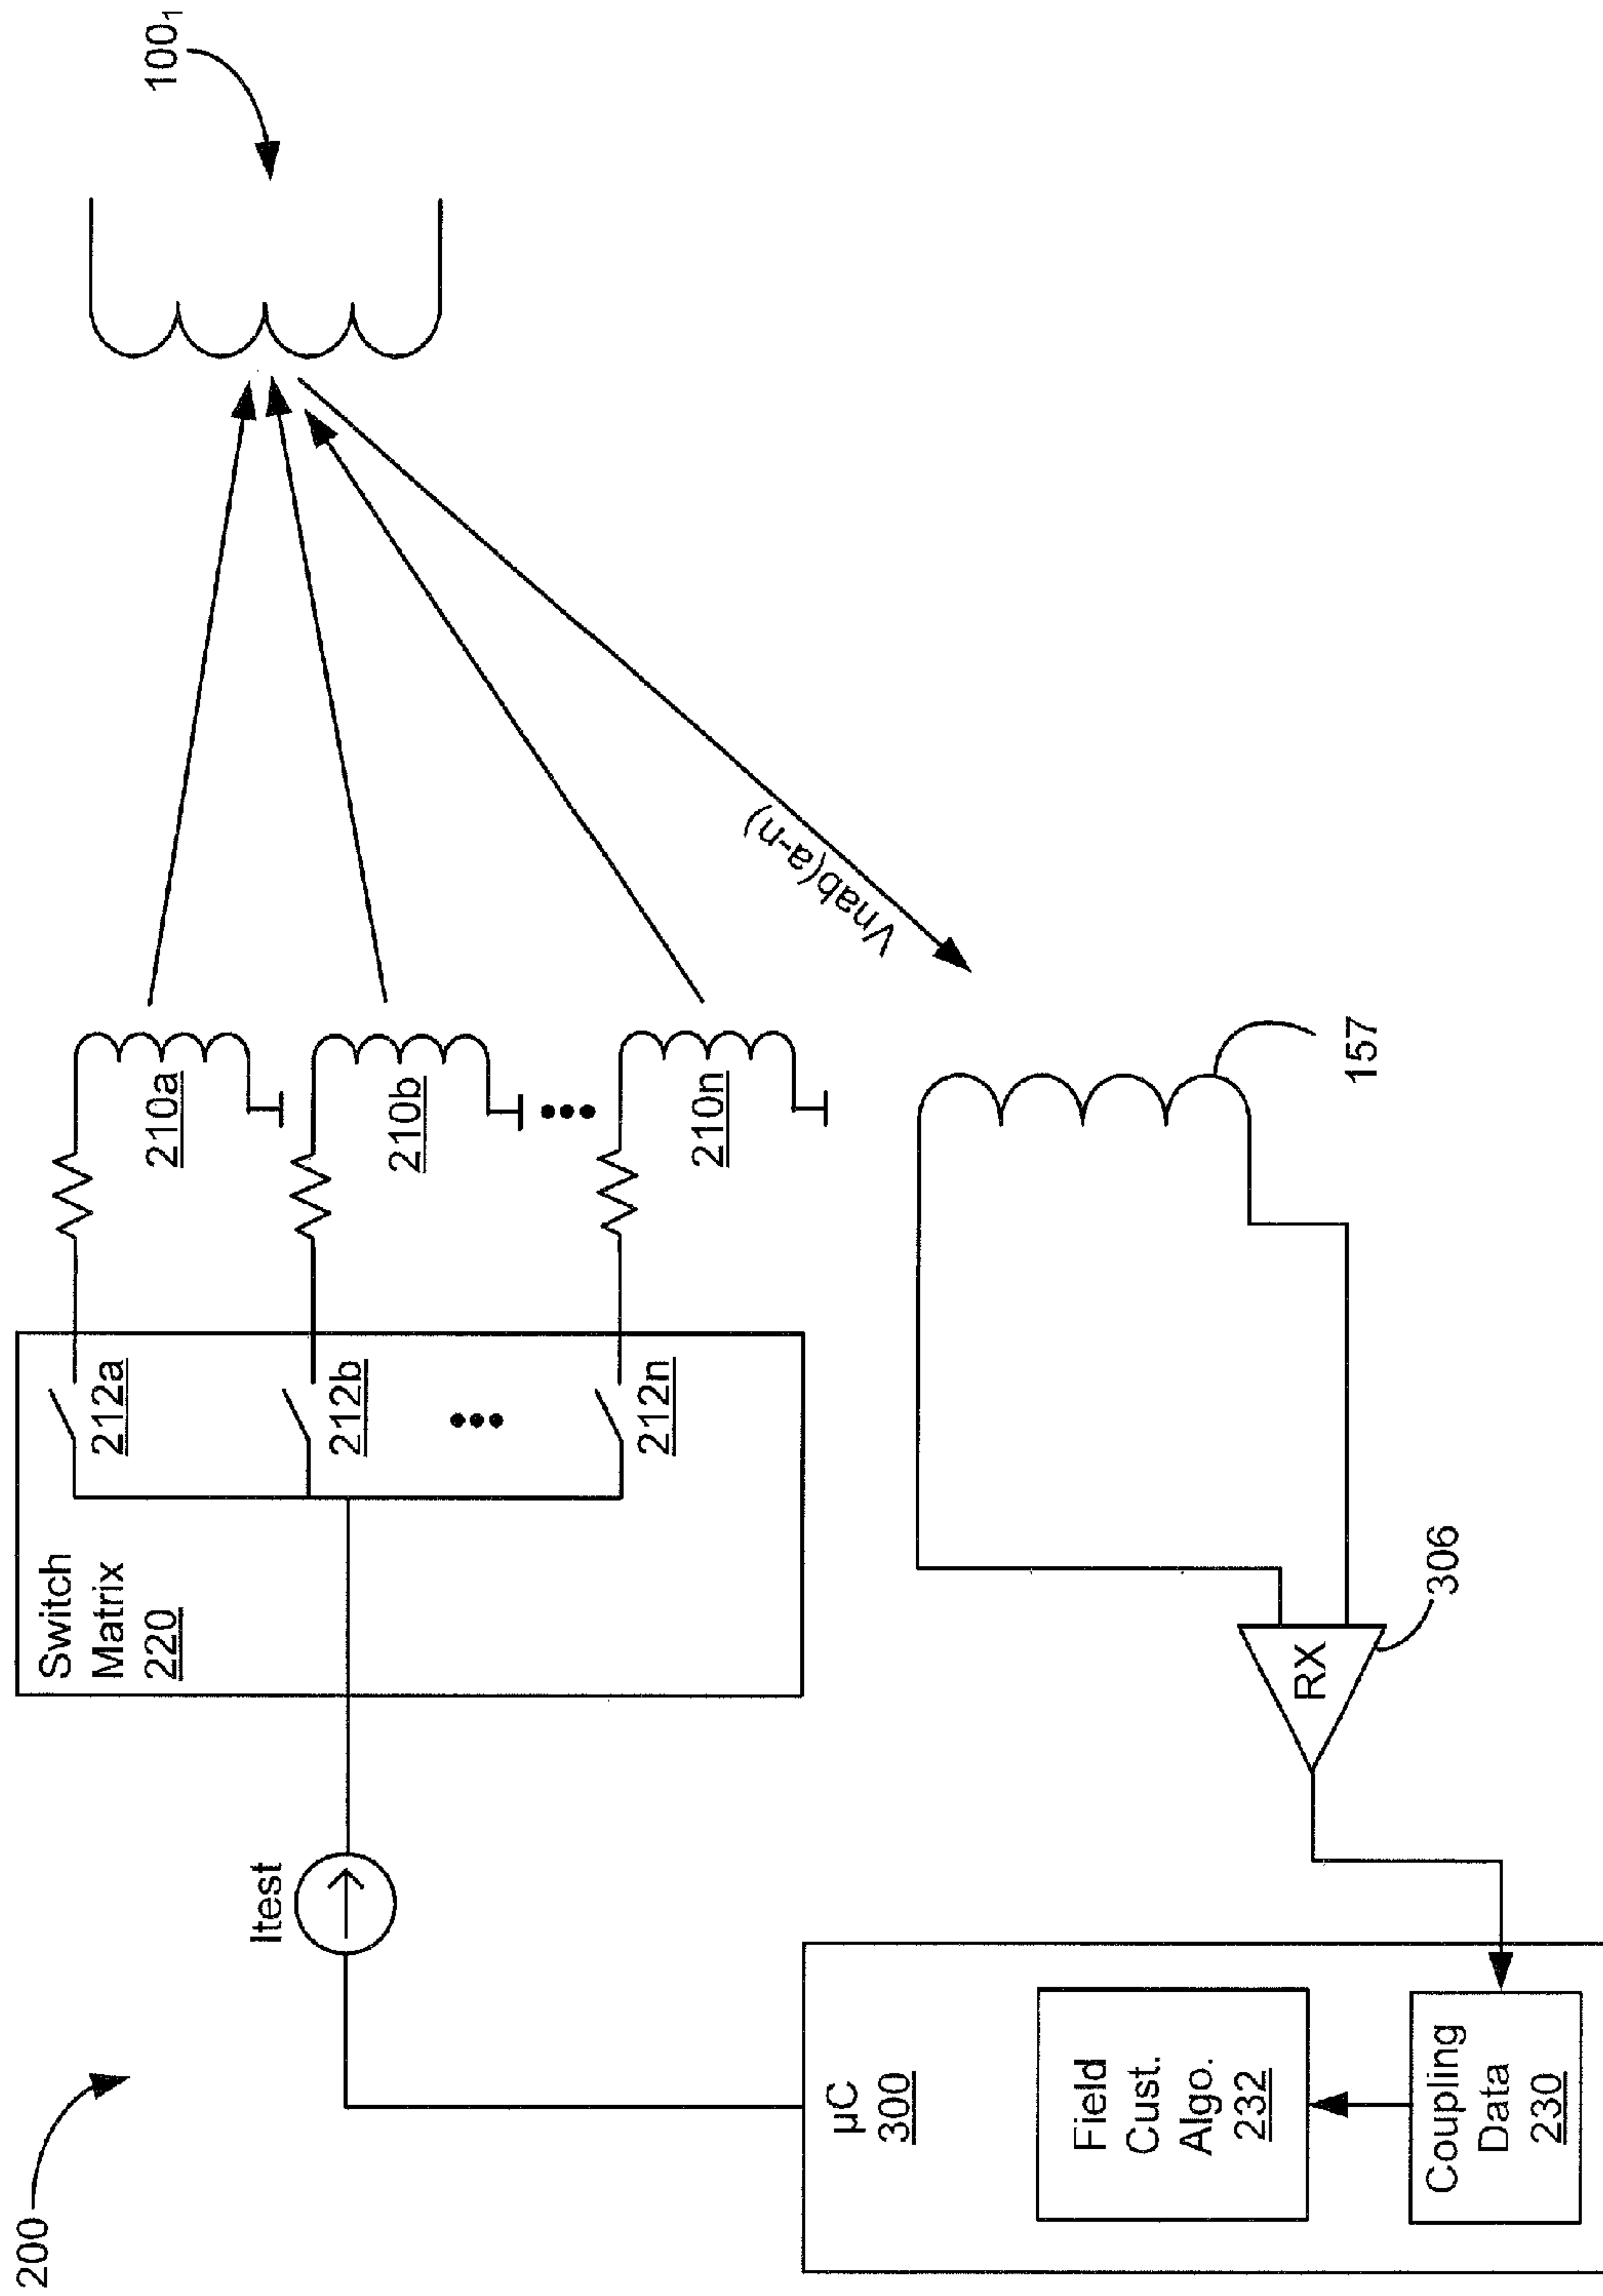 200
Itest
Switch
Matrix
220
212a
212b
212n
210a
210b
210n
100₁
Vnab(a-n)
157
RX
306
µC
300
Field
Cust.
Algo.
232
Coupling
Data
230